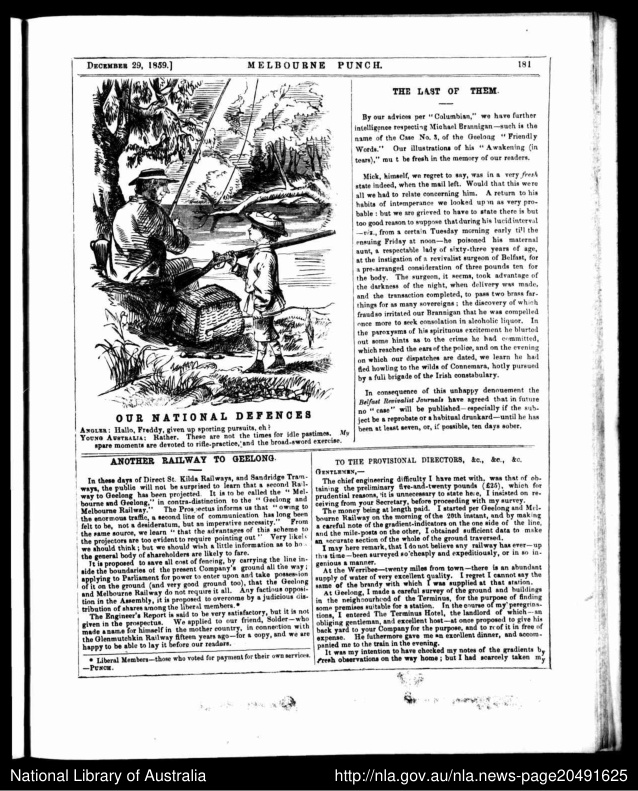 DECEMBER 29, 1859.]
MELBOURNE PUNCH.
181
OUR NATIONAL DEFENCES
ANGLER: Hallo, Freddy, given up sporting pursuits, eh?
YOUNG AUSTRALIA: Rather. These are not the times for idle pastimes. My
spare moments are devoted to rifle-practice, and the broad-sword exercise.
THE LAST OF THEM.
By our advices per "Columbian," we have further
intelligence respecting Michael Brannigan—such is the
name of the Case No. 3, of the Geelong "Friendly
Words." Our illustrations of his "Awakening (in
tears)," mu t be fresh in the memory of our readers.
Mick, himself, we regret to say, was in a very fresh
state indeed, when the mail left. Would that this were
all we had to relate concerning him. A return to his
habits of intemperance we looked upon as very pro-
bable: but we are grieved to have to state there is but
too good reason to suppose that during his lucid interval
—viz., from a certain Tuesday morning early till the
ensuing Friday at noon—he poisoned his maternal
aunt, a respectable lady of sixty-three years of age,
at the instigation of a revivalist surgeon of Belfast, for
a pre-arranged consideration of three pounds ten for
the body. The surgeon, it seems, took advantage of
the darkness of the night, when delivery was made,
and the transaction completed, to pass two brass far-
things for as many sovereigns; the discovery of which
fraud so irritated our Brannigan that he was compelled
once more to seek consolation in alcoholic liquor. In
the paroxysms of his spirituous excitement he blurted
out some hints as to the crime he had committed,
which reached the ears of the police, and on the evening
on which our dispatches are dated, we learn he had
fled howling to the wilds of Connemara, hotly pursued
by a full brigade of the Irish constabulary.
In consequence of this unhappy denouement the
Belfast Revivalist Journals have agreed that in future
no "case" will be published—especially if the sub-
ject be a reprobate or a habitual drunkard—until he has
been at least seven, or, if possible, ten days sober.
ANOTHER RAILWAY TO GEELONG.
In these days of Direct St. Kilda Railways, and Sandridge Tram-
ways, the public will not be surprised to learn that a second Rail-
way to Geelong has been projected. It is to be called the "Mel-
bourne and Geelong," in contra-distinction to the "Geelong and
Melbourne Railway." The Prospectus informs us that "owing to
the enormous traffic, a second line of communication has long been
felt to be, not a desideratum, but an imperative necessity." From
the same source, we learn "that the advantages of this scheme to
the projectors are too evident to require pointing out" Very likely
we should think; but we should wish a little information as to ho
the general body of shareholders are likely to fare.
It is proposed to save all cost of fencing, by carrying the line in-
side the boundaries of the present Company's ground all the way;
applying to Parliament for power to enter upon and take possession
of it on the ground (and very good ground too), that the Geelong
and Melbourne Railway do not require it all. Any factious opposi-
tion in the Assembly, it is proposed to overcome by a judicious dis-
tribution of shares among the liberal members.*
The Engineer's Report is said to be very satisfactory, but it is not
given in the prospectus. We applied to our friend, Solder—who
made a name for himself in the mother country, in connection with
the Glenmutchkin Railway fifteen years ago—for a copy, and we are
happy to be able to lay it before our readers.
* Liberal Members—those who voted for payment for their own services.
—PUNCH.
TO THE PROVISIONAL DIRECTORS, &c., &c., &c.
GENTLEMEN,—
The chief engineering difficulty I have met with, was that of ob-
taining the preliminary five-and-twenty pounds (£25), which for
prudential reasons, it is unnecessary to state here, I insisted on re-
ceiving from your Secretary, before proceeding with my survey.
The money being at length paid. I started per Geelong and Mel-
bourne Railway on the morning of the 20th instant, and by making
a careful note of the gradient-indicators on the one side of the line,
and the mile-posts on the other, I obtained sufficient data to make
an accurate section of the whole of the ground traversed.
I may here remark, that I do not believe any railway has ever—up
this time—been surveyed so cheaply and expeditiously, or in so in-
genious a manner.
At the Werribee—twenty miles from town—there is an abundant
supply of water of very excellent quality. I regret I cannot say the
same of the brandy with which I was supplied at that station.
At Geelong, I made a careful survey of the ground and buildings
in the neighbourhood of the Terminus, for the purpose of finding
some premises suitable for a station. In the course of my peregrina-
tions, I entered The Terminus Hotel, the landlord of which—an
obliging gentleman, and excellent host—at once proposed to give his
back yard to your Company for the purpose, and to roof it in free of
expense. He futhermore gave me an excellent dinner, and accom-
panied me to the train in the evening.
It was my intention to have checked my notes of the gradients by
fresh observations on the way home; but I had scarcely taken my
National Library of Australia
http://nla.gov.au/nla.news-page20491625